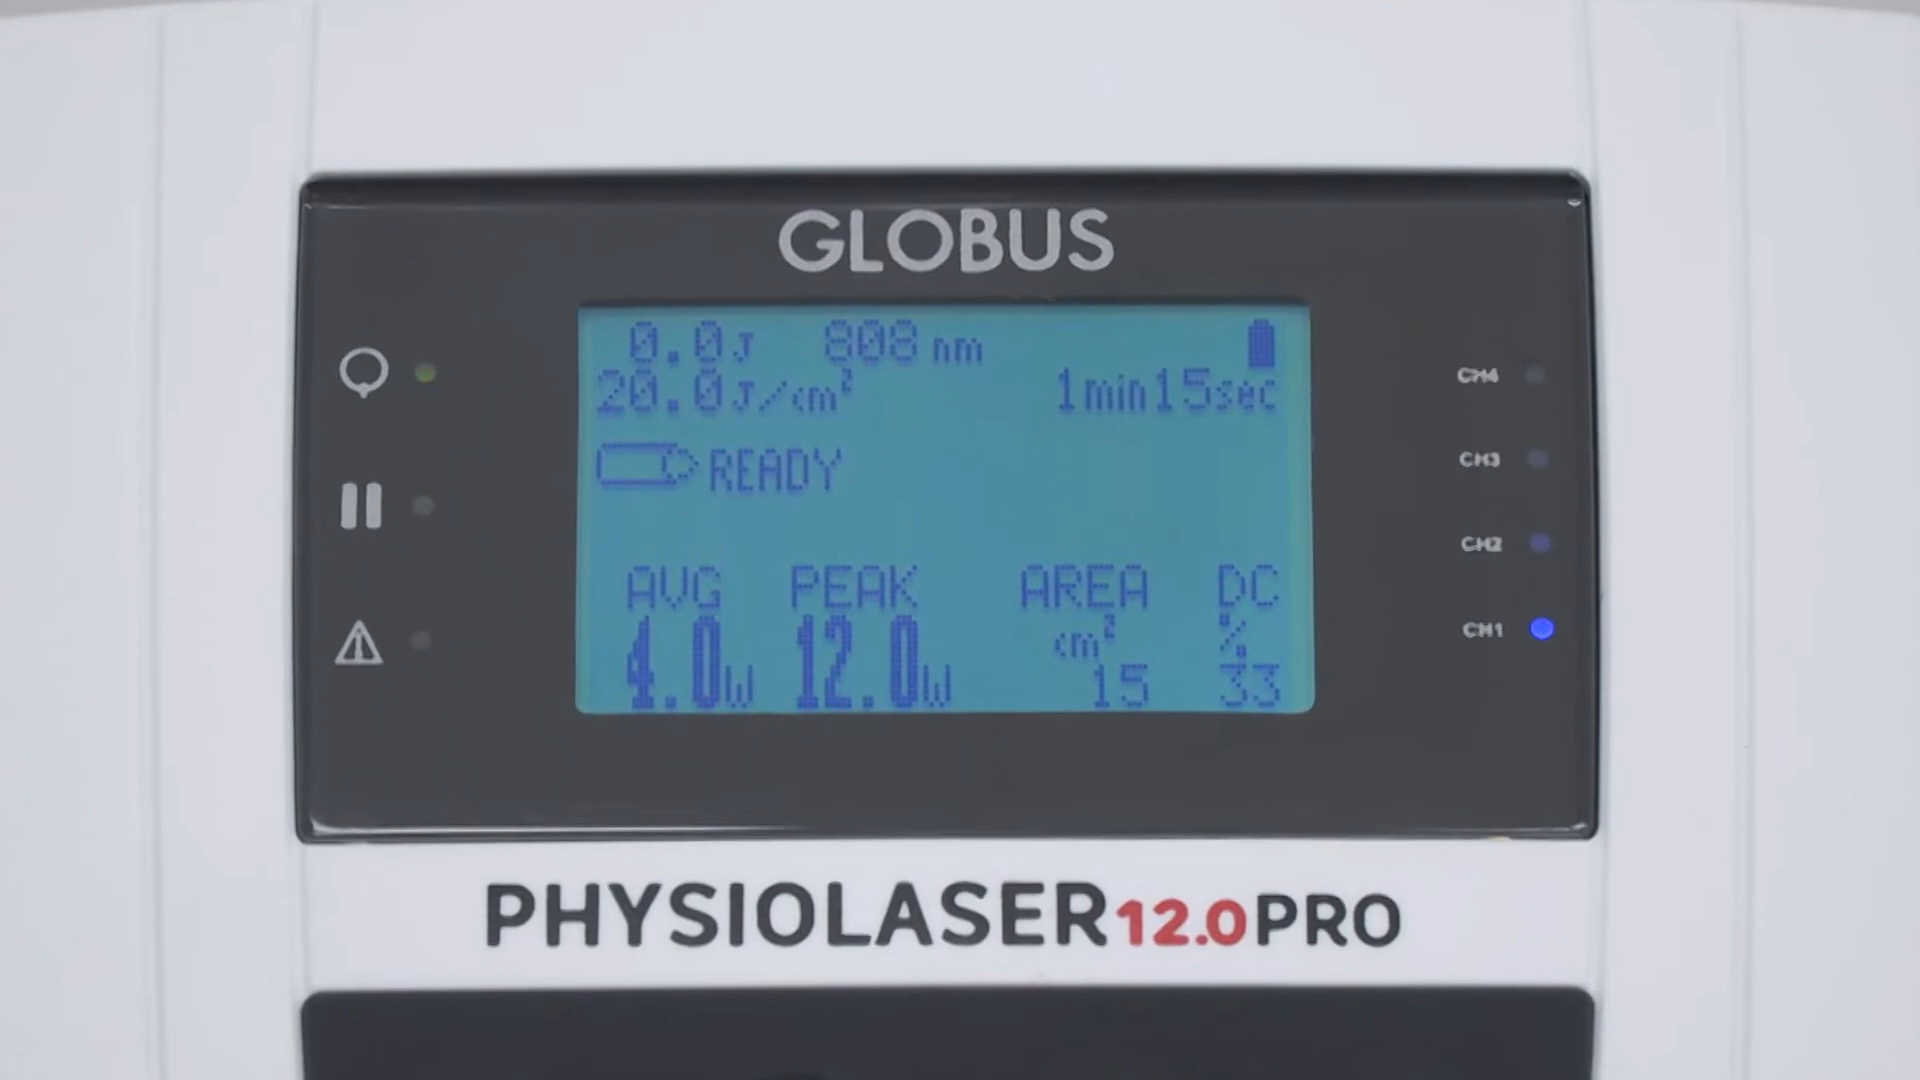 GLOBUS
0.0J 808 nm
20.0J/cm² 1min15sec
READY
AVG PEAK AREA DC
cm² %
4.0W 12.0W 15 33
CH4
CH3
CH2
CH1
PHYSIOLASER12.0PRO